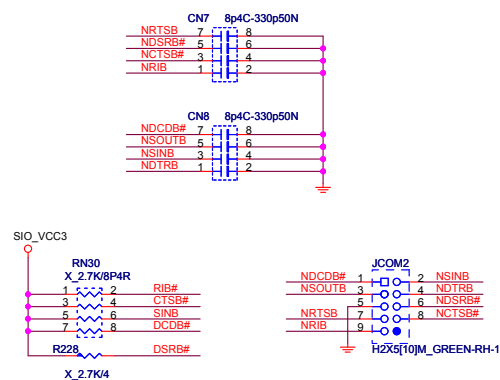 CN7 8p4C-330p50N
NRTSB 7 8
NDSRB# 5 6
NCTSB# 3 4
NRIB 1 2
CN8 8p4C-330p50N
NDCDB# 7 8
NSOUTB 5 6
NSINB 3 4
NDTRB 1 2
SIO_VCC3
RN30
X_2.7K/8P4R
1 2 RIB#
3 4 CTSB#
5 6 SINB
7 8 DCDB#
R228 DSRB#
X_2.7K/4
JCOM2
NDCDB# 1 2 NSINB
NSOUTB 3 4 NDTRB
5 6 NDSRB#
NRTSB 7 8 NCTSB#
NRIB 9
H2X5[10]M_GREEN-RH-1